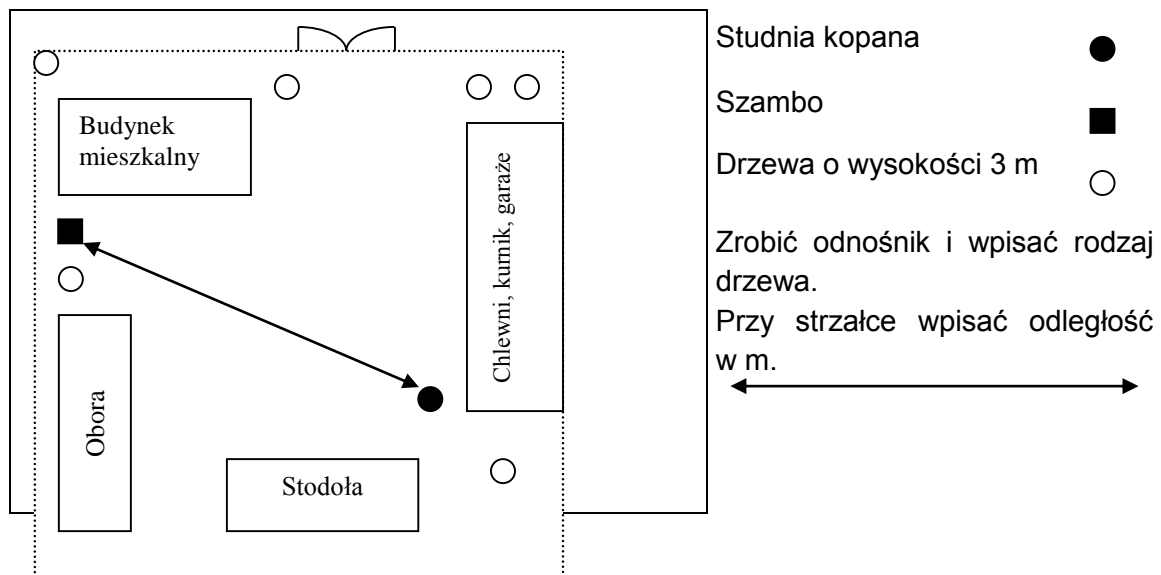 Budynek
mieszkalny
Chlewni, kurnik, garaże
Obora
Stodoła
Studnia kopana
Szambo
Drzewa o wysokości 3 m
Zrobić odnośnik i wpisać rodzaj
drzewa.
Przy strzałce wpisać odległość
w m.